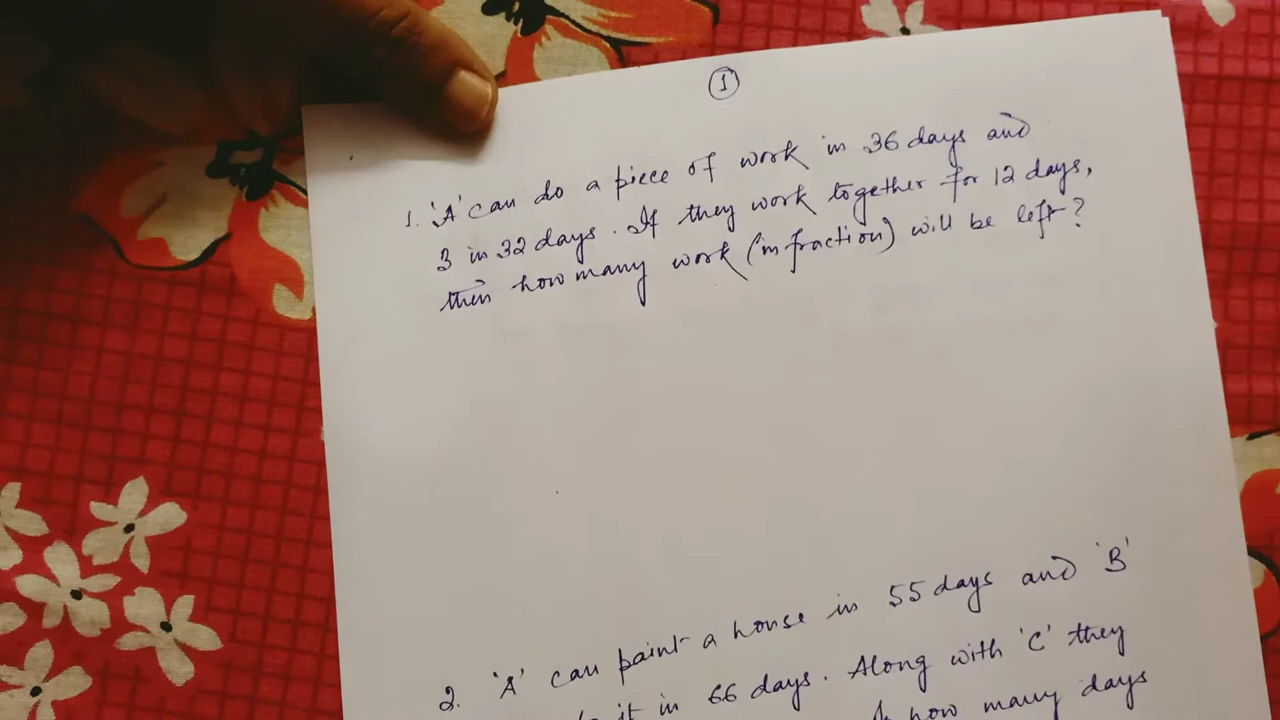 1
1. 'A' can do a piece of work in 36 days and
3 in 32 days. If they work together for 12 days,
then how many work (in fraction) will be left?
2. 'A' can paint a house in 55 days and 'B'
it in 66 days. Along with 'C' they
how many days